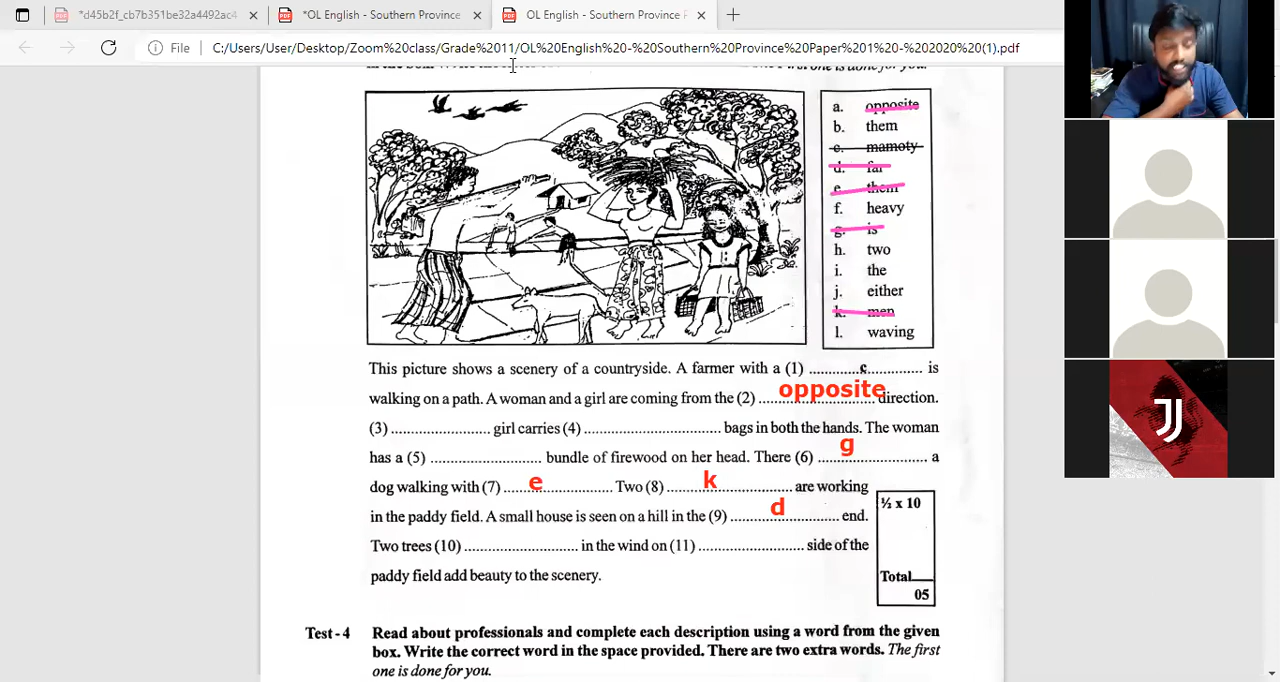 *d45b2f_cb7b351be32a4492ac4
*OL English - Southern Province
OL English - Southern Province P
File
C:/Users/User/Desktop/Zoom%20class/Grade%2011/OL%20English%20-%20Southern%20Province%20Paper%201%20-%202020%20(1).pdf
one is done for you.
a. opposite
b. them
c. mamoty
d. far
e. them
f. heavy
g. is
h. two
i. the
j. either
k. men
l. waving
This picture shows a scenery of a countryside. A farmer with a (1) ............c............. is
walking on a path. A woman and a girl are coming from the (2) opposite direction.
(3) .......................... girl carries (4) .................................... bags in both the hands. The woman
has a (5) ............................. bundle of firewood on her head. There (6) g a
dog walking with (7) e Two (8) k are working
in the paddy field. A small house is seen on a hill in the (9) d end.
Two trees (10) ............................. in the wind on (11) ........................... side of the
paddy field add beauty to the scenery.
½ x 10
Total
05
Test - 4 Read about professionals and complete each description using a word from the given
box. Write the correct word in the space provided. There are two extra words. The first
one is done for you.